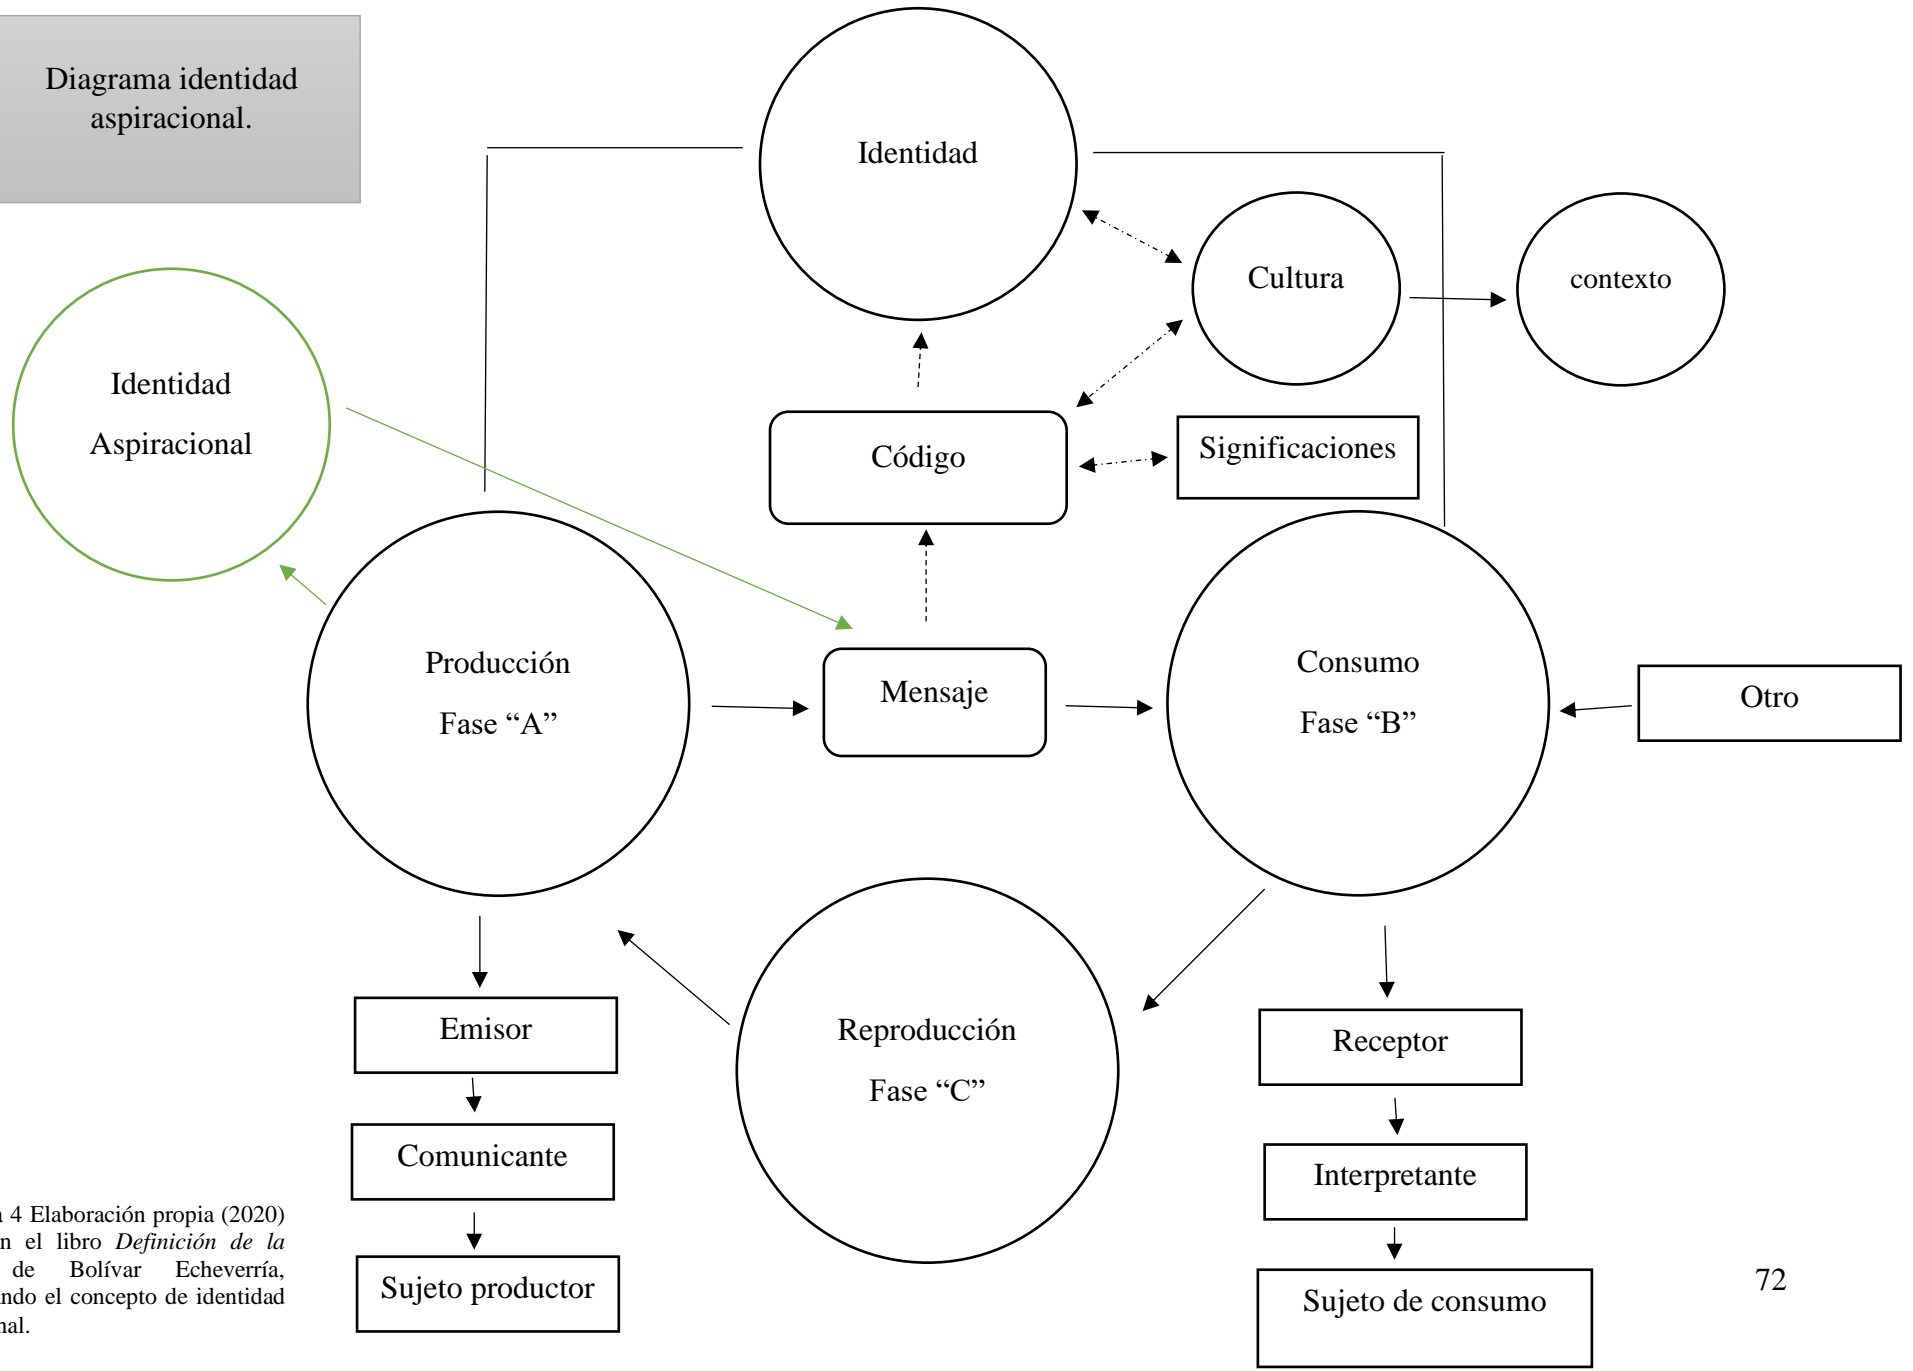 Diagrama identidad
aspiracional.
Identidad
Cultura
contexto
Identidad
Aspiracional
Código
Significaciones
Producción
Fase “A”
Mensaje
Consumo
Fase “B”
Otro
Reproducción
Fase “C”
Emisor
Comunicante
Sujeto productor
Receptor
Interpretante
Sujeto de consumo
4 Elaboración propia (2020)
el libro Definición de la
de Bolívar Echeverría,
el concepto de identidad
72